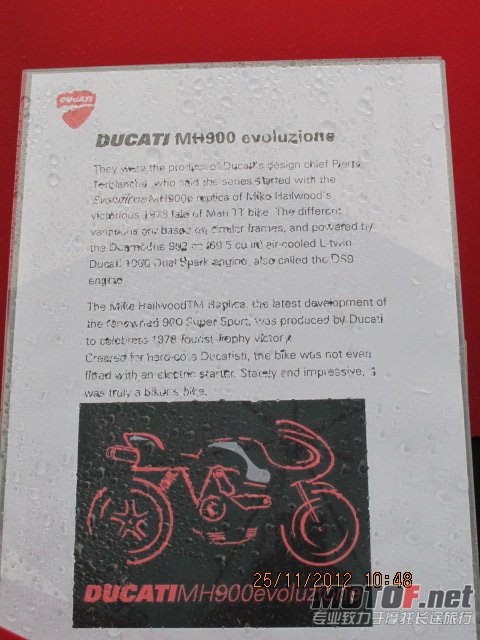 DUCATI
DUCATI MH900 evoluzione
They were the product of Ducati's design chief Pierre
Terblanche, who said the series started with the
Evoluzione MH900e replica of Mike Hailwood's
victorious 1978 Isle of Man TT bike. The different
variations are based on similar frames, and powered by
the Desmodue 992 cc (60.5 cu in) air-cooled L twin
Ducati 1000 Dual Spark engine, also called the DS9
engine
The Mike HailwoodTM Replica, the latest development of
the renowned 900 Super Sport, was produced by Ducati
to celebrate 1978 Tourist Trophy victory
Created for hard-core Ducatisti, the bike was not even
fitted with an electric starter. Stately and impressive, it
was truly a biker's bike.
DUCATIMH900evoluzione
25/11/2012 10:48
MOTOF.net
专业致力于摩托长途旅行